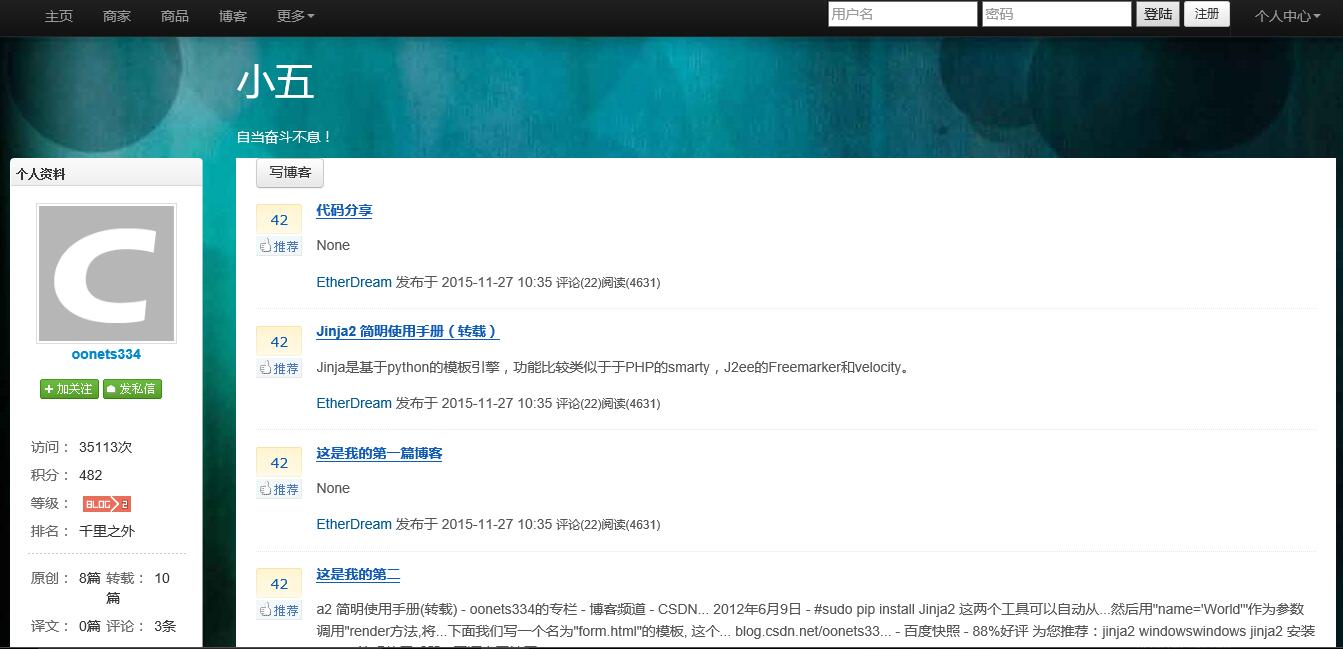 主页 商家 商品 博客 更多 用户名 密码 登陆 注册 个人中心
小五
自当奋斗不息！
个人资料
oonets334
加关注 发私信
访问： 35113次
积分： 482
等级： BLOG 2
排名： 千里之外
原创： 8篇 转载： 10
篇
译文： 0篇 评论： 3条
写博客
42
推荐
代码分享
None
EtherDream 发布于 2015-11-27 10:35 评论(22)阅读(4631)
42
推荐
Jinja2 简明使用手册（转载）
Jinja是基于python的模板引擎，功能比较类似于于PHP的smarty，J2ee的Freemarker和velocity。
EtherDream 发布于 2015-11-27 10:35 评论(22)阅读(4631)
42
推荐
这是我的第一篇博客
None
EtherDream 发布于 2015-11-27 10:35 评论(22)阅读(4631)
42
推荐
这是我的第二
a2 简明使用手册(转载) - oonets334的专栏 - 博客频道 - CSDN... 2012年6月9日 - #sudo pip install Jinja2 这两个工具可以自动从...然后用"name='World'"作为参数
调用"render方法,将...下面我们写一个名为"form.html"的模板, 这个... blog.csdn.net/oonets33... - 百度快照 - 88%好评 为您推荐：jinja2 windowswindows jinja2 安装